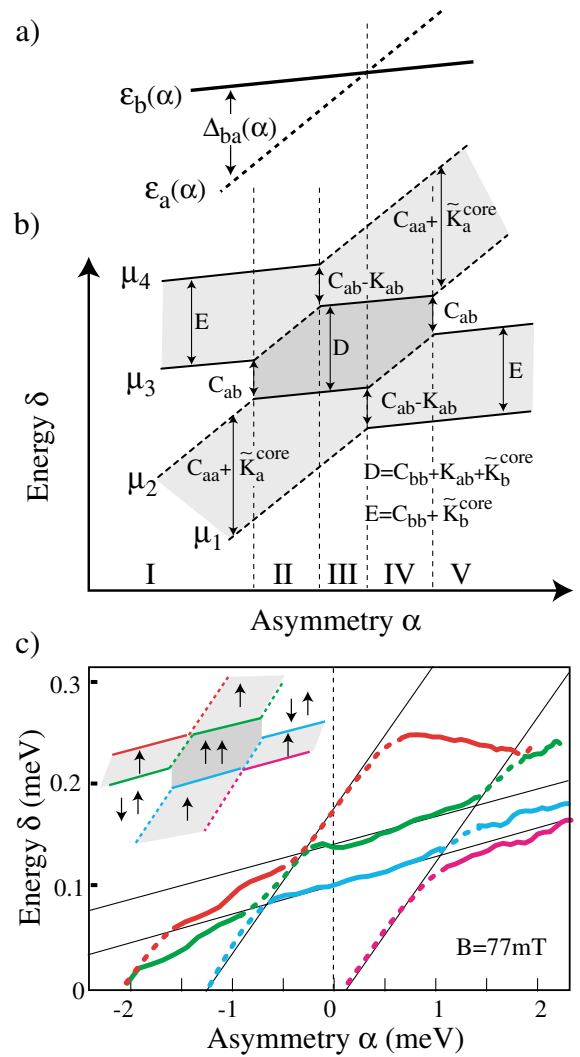 a)
ε_b(α)
Δ_ba(α)
ε_a(α)
b)
C_aa + K̃_a^core
μ_4
C_ab-K_ab
E
C_ab
D
μ_3
C_ab
E
C_ab-K_ab
C_aa + K̃_a^core
μ_2
D=C_bb+K_ab+K̃_b^core
E=C_bb+K̃_b^core
μ_1
Energy δ
I II III IV V
Asymmetry α
c)
0.3
0.1
0
Energy δ (meV)
B=77mT
-2 -1 0 1 2
Asymmetry α (meV)